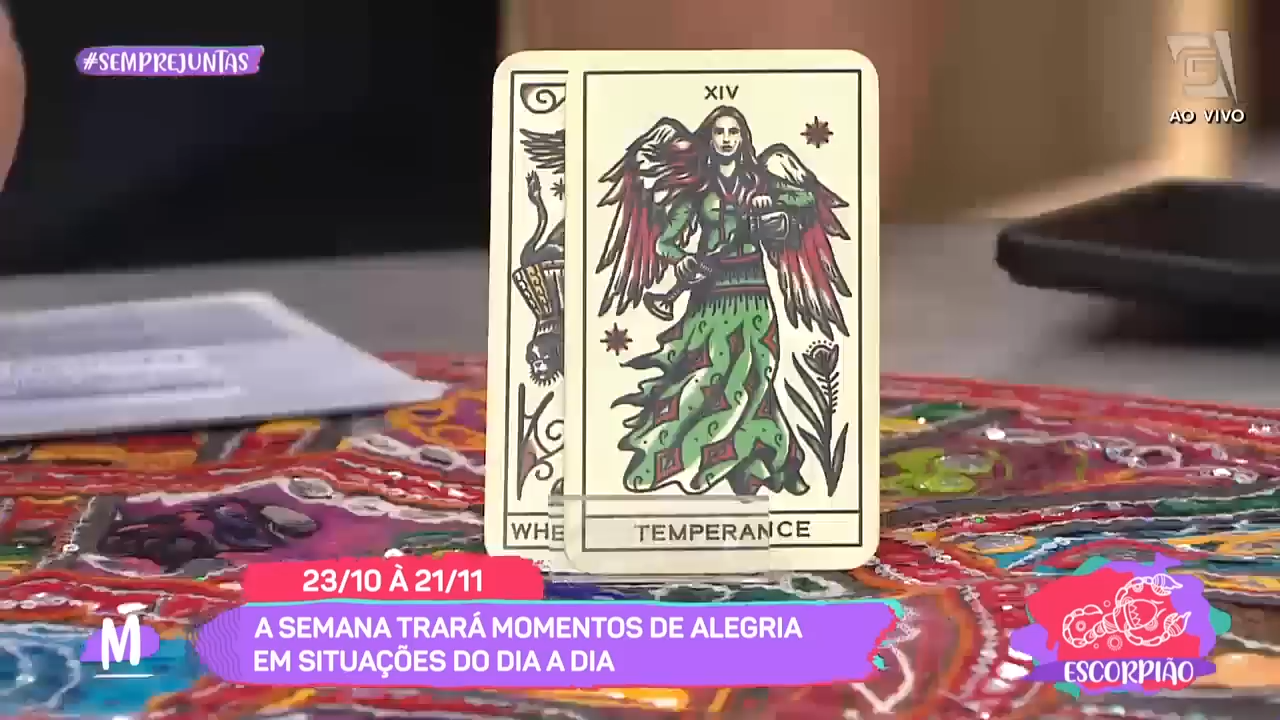 #SEMPREJUNTAS
G
AO VIVO
XIV
WHE
TEMPERANCE
23/10 À 21/11
M
A SEMANA TRARÁ MOMENTOS DE ALEGRIA
EM SITUAÇÕES DO DIA A DIA
ESCORPIÃO